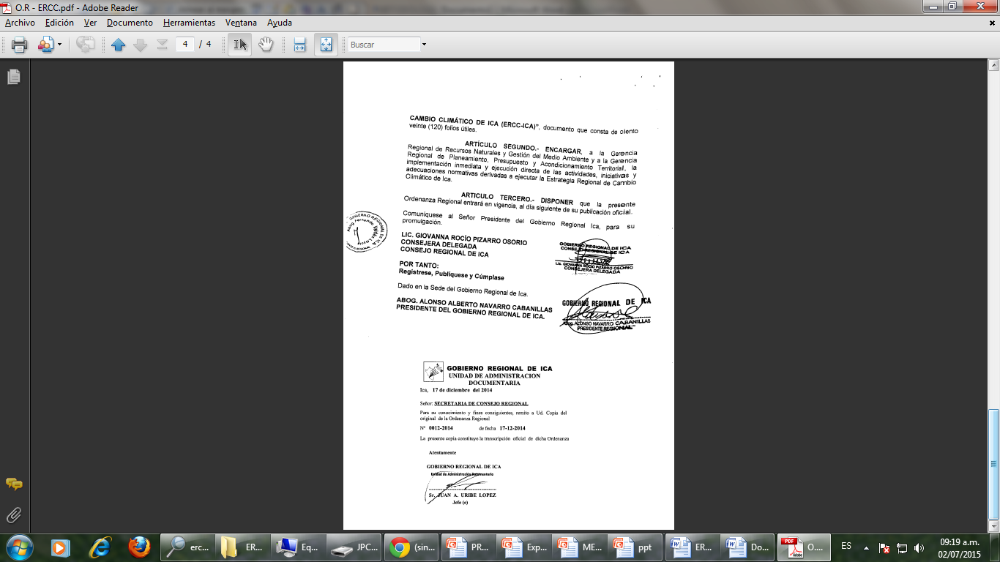 O.R - ERCC.pdf - Adobe Reader
Archivo Edición Ver Documento Herramientas Ventana Ayuda
4 / 4 Buscar
CAMBIO CLIMÁTICO DE ICA (ERCC-ICA)", documento que consta de ciento
veinte (120) folios útiles.
ARTÍCULO SEGUNDO.- ENCARGAR, a la Gerencia
Regional de Recursos Naturales y Gestión del Medio Ambiente y a la Gerencia
Regional de Planeamiento, Presupuesto y Acondicionamiento Territorial, la
implementación inmediata y ejecución directa de las actividades, iniciativas y
adecuaciones normativas derivadas a ejecutar la Estrategia Regional de Cambio
Climático de Ica.
ARTICULO TERCERO.- DISPONER que la presente
Ordenanza Regional entrará en vigencia, al día siguiente de su publicación oficial.
Comuníquese al Señor Presidente del Gobierno Regional Ica, para su
promulgación.
GOBIERNO REGIONAL DE ICA
LIC. GIOVANNA ROCÍO PIZARRO OSORIO
CONSEJERA DELEGADA
CONSEJO REGIONAL DE ICA
GOBIERNO REGIONAL DE ICA
CONSEJO REGIONAL DE ICA
Lic. GIOVANNA ROCÍO PIZARRO OSORIO
CONSEJERA DELEGADA
POR TANTO:
Regístrese, Publíquese y Cúmplase
Dado en la Sede del Gobierno Regional de Ica.
ABOG. ALONSO ALBERTO NAVARRO CABANILLAS
PRESIDENTE DEL GOBIERNO REGIONAL DE ICA.
GOBIERNO REGIONAL DE ICA
Abog. ALONSO NAVARRO CABANILLAS
PRESIDENTE REGIONAL
GOBIERNO REGIONAL DE ICA
UNIDAD DE ADMINISTRACION
DOCUMENTARIA
Ica, 17 de diciembre del 2014
Señor: SECRETARIA DE CONSEJO REGIONAL
Para su conocimiento y fines consiguientes, remito a Ud. Copia del
original de la Ordenanza Regional
Nº 0012-2014 de fecha 17-12-2014
La presente copia constituye la transcripción oficial de dicha Ordenanza
Atentamente
GOBIERNO REGIONAL DE ICA
Unidad de Administración Documentaria
Sr. JUAN A. URIBE LOPEZ
Jefe (e)
erc... ER... Eq... JPC... (sin... PR... Exp... ME... ppt ER... Do... O.... ES 09:19 a.m.
02/07/2015